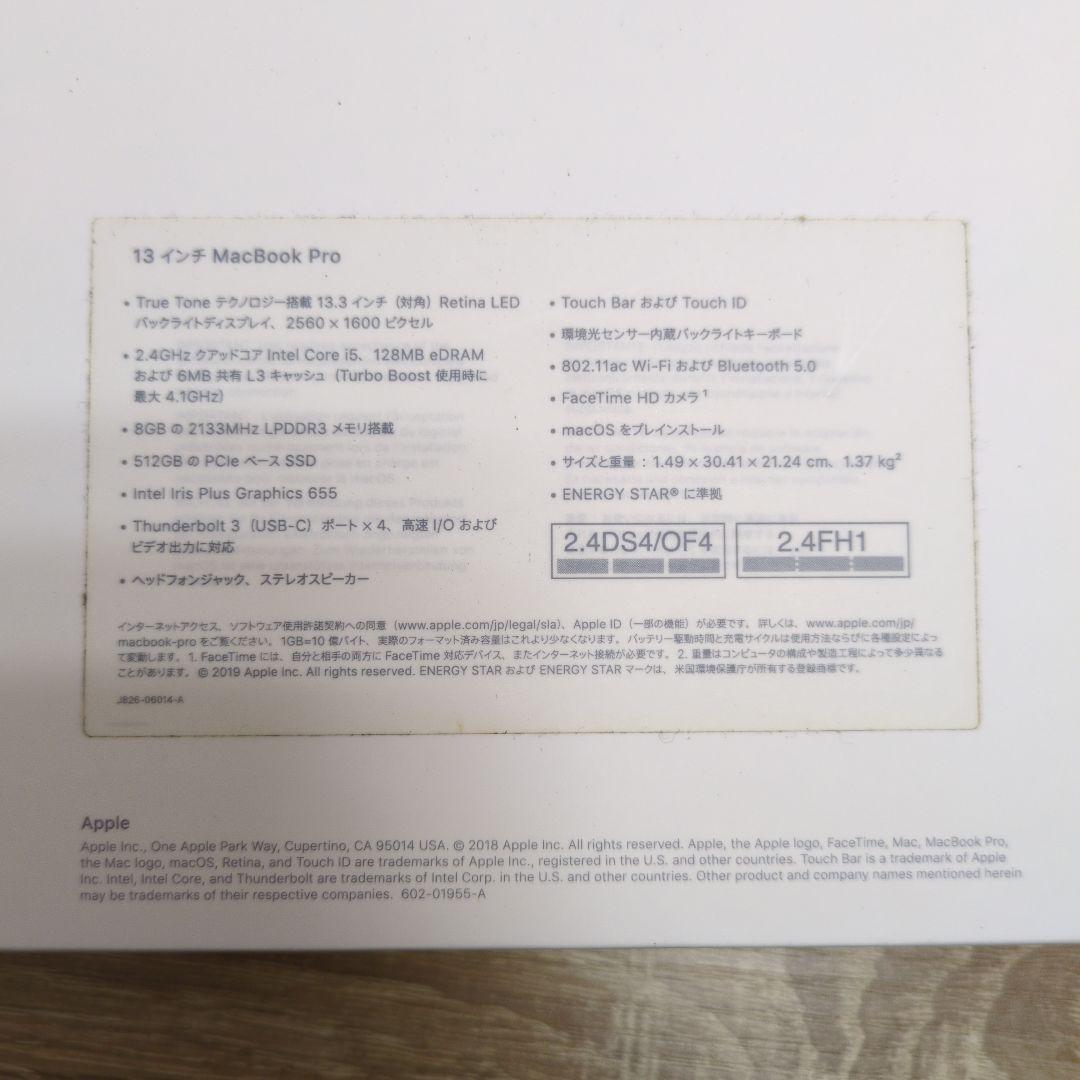 13 インチ MacBook Pro
• True Tone テクノロジー搭載 13.3 インチ（対角）Retina LED
バックライトディスプレイ、2560 × 1600 ピクセル
• 2.4GHz クアッドコア Intel Core i5、128MB eDRAM
および 6MB 共有 L3 キャッシュ（Turbo Boost 使用時に
最大 4.1GHz）
• 8GB の 2133MHz LPDDR3 メモリ搭載
• 512GB の PCIe ベース SSD
• Intel Iris Plus Graphics 655
• Thunderbolt 3（USB-C）ポート × 4、高速 I/O および
ビデオ出力に対応
• ヘッドフォンジャック、ステレオスピーカー
• Touch Bar および Touch ID
• 環境光センサー内蔵バックライトキーボード
• 802.11ac Wi-Fi および Bluetooth 5.0
• FaceTime HD カメラ¹
• macOS をプレインストール
• サイズと重量：1.49 × 30.41 × 21.24 cm、1.37 kg²
• ENERGY STAR® に準拠
2.4DS4/OF4
2.4FH1
インターネットアクセス、ソフトウェア使用許諾契約への同意（www.apple.com/jp/legal/sla）、Apple ID（一部の機能）が必要です。詳しくは、www.apple.com/jp/
macbook-pro をご覧ください。1GB=10 億バイト、実際のフォーマット済み容量はこれより少なくなります。バッテリー駆動時間と充電サイクルは使用方法ならびに各種設定によっ
て変動します。1. FaceTime には、自分と相手の両方に FaceTime 対応デバイス、またインターネット接続が必要です。2. 重量はコンピュータの構成や製造工程によって多少異なる
ことがあります。© 2019 Apple Inc. All rights reserved. ENERGY STAR および ENERGY STAR マークは、米国環境保護庁が所有する登録商標です。
J826-06014-A
Apple
Apple Inc., One Apple Park Way, Cupertino, CA 95014 USA. © 2018 Apple Inc. All rights reserved. Apple, the Apple logo, FaceTime, Mac, MacBook Pro,
the Mac logo, macOS, Retina, and Touch ID are trademarks of Apple Inc., registered in the U.S. and other countries. Touch Bar is a trademark of Apple
Inc. Intel, Intel Core, and Thunderbolt are trademarks of Intel Corp. in the U.S. and other countries. Other product and company names mentioned herein
may be trademarks of their respective companies. 602-01955-A